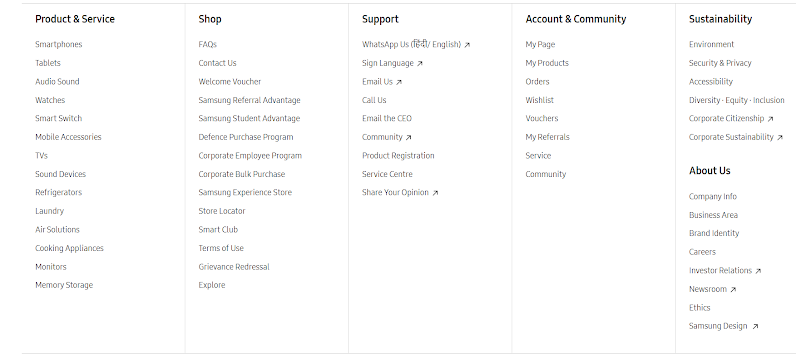 Product & Service
Smartphones
Tablets
Audio Sound
Watches
Smart Switch
Mobile Accessories
TVs
Sound Devices
Refrigerators
Laundry
Air Solutions
Cooking Appliances
Monitors
Memory Storage
Shop
FAQs
Contact Us
Welcome Voucher
Samsung Referral Advantage
Samsung Student Advantage
Defence Purchase Program
Corporate Employee Program
Corporate Bulk Purchase
Samsung Experience Store
Store Locator
Smart Club
Terms of Use
Grievance Redressal
Explore
Support
WhatsApp Us (हिंदी/ English)
Sign Language
Email Us
Call Us
Email the CEO
Community
Product Registration
Service Centre
Share Your Opinion
Account & Community
My Page
My Products
Orders
Wishlist
Vouchers
My Referrals
Service
Community
Sustainability
Environment
Security & Privacy
Accessibility
Diversity · Equity · Inclusion
Corporate Citizenship
Corporate Sustainability
About Us
Company Info
Business Area
Brand Identity
Careers
Investor Relations
Newsroom
Ethics
Samsung Design